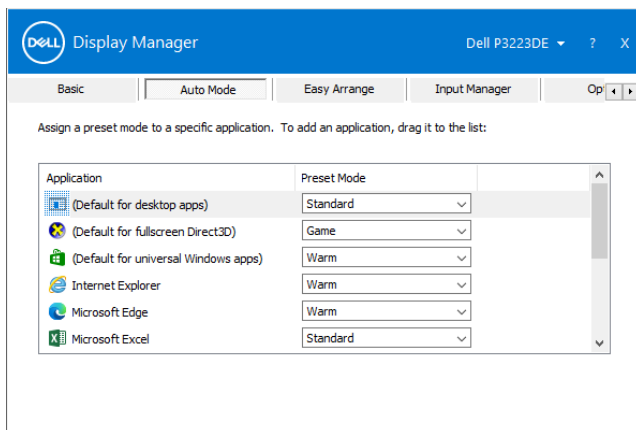 DELL Display Manager Dell P3223DE ? X
Basic Auto Mode Easy Arrange Input Manager Op
Assign a preset mode to a specific application. To add an application, drag it to the list:
Application Preset Mode
(Default for desktop apps) Standard
(Default for fullscreen Direct3D) Game
(Default for universal Windows apps) Warm
Internet Explorer Warm
Microsoft Edge Warm
Microsoft Excel Standard